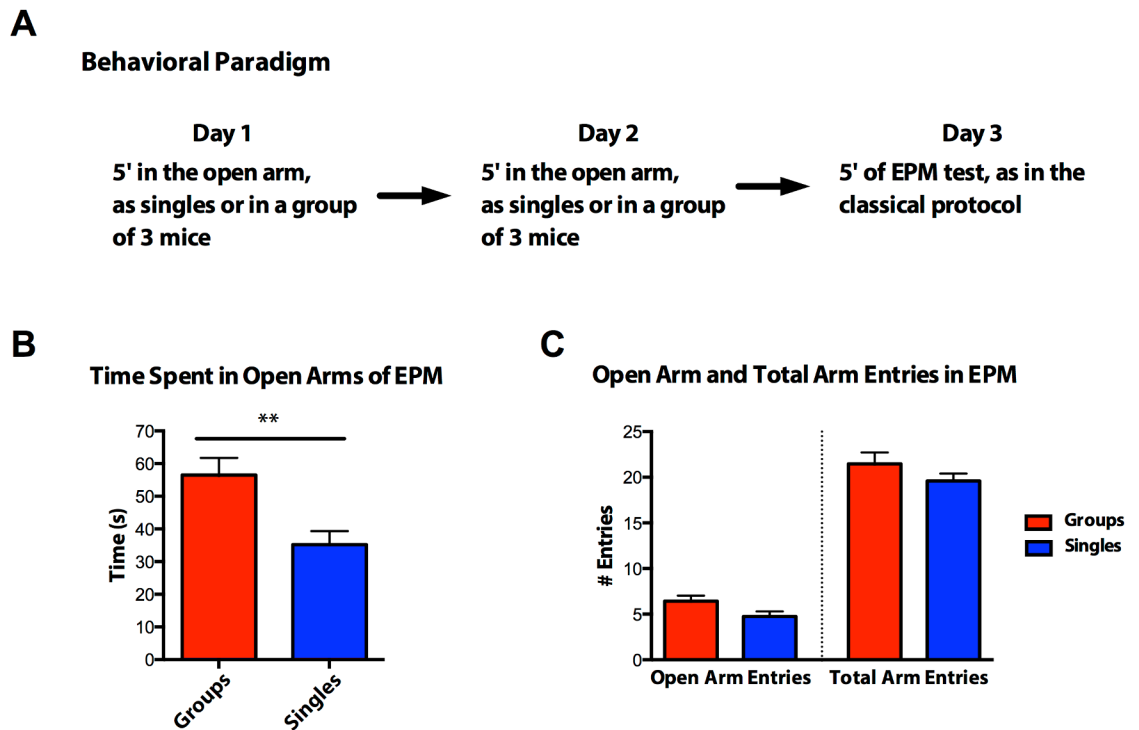 A
Behavioral Paradigm
Day 1
5' in the open arm,
as singles or in a group
of 3 mice
Day 2
5' in the open arm,
as singles or in a group
of 3 mice
Day 3
5' of EPM test, as in the
classical protocol
B
Time Spent in Open Arms of EPM
**
Time (s)
70
60
50
40
30
20
10
0
Groups
Singles
C
Open Arm and Total Arm Entries in EPM
# Entries
25
20
15
10
5
0
Open Arm Entries
Total Arm Entries
Groups
Singles